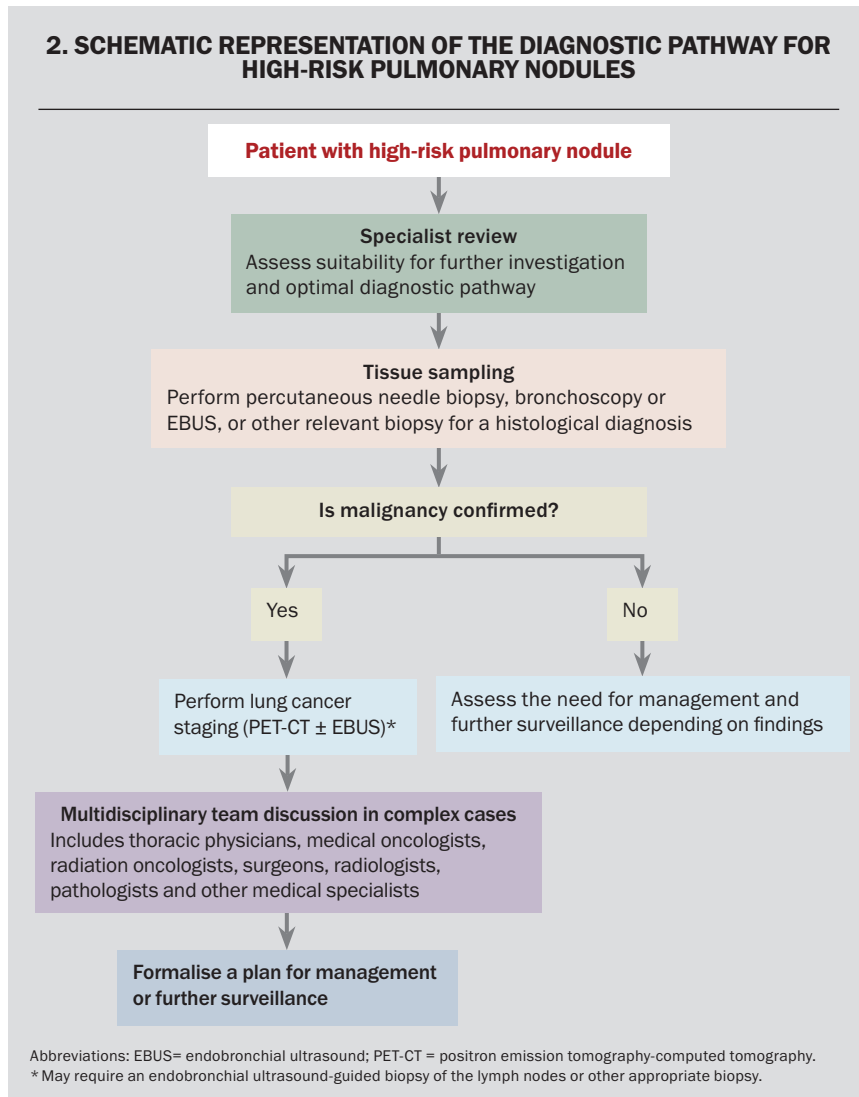 2. SCHEMATIC REPRESENTATION OF THE DIAGNOSTIC PATHWAY FOR
HIGH-RISK PULMONARY NODULES
Patient with high-risk pulmonary nodule
Specialist review
Assess suitability for further investigation
and optimal diagnostic pathway
Tissue sampling
Perform percutaneous needle biopsy, bronchoscopy or
EBUS, or other relevant biopsy for a histological diagnosis
Is malignancy confirmed?
Yes
No
Perform lung cancer
staging (PET-CT ± EBUS)*
Assess the need for management and
further surveillance depending on findings
Multidisciplinary team discussion in complex cases
Includes thoracic physicians, medical oncologists,
radiation oncologists, surgeons, radiologists,
pathologists and other medical specialists
Formalise a plan for management
or further surveillance
Abbreviations: EBUS= endobronchial ultrasound; PET-CT = positron emission tomography-computed tomography.
* May require an endobronchial ultrasound-guided biopsy of the lymph nodes or other appropriate biopsy.